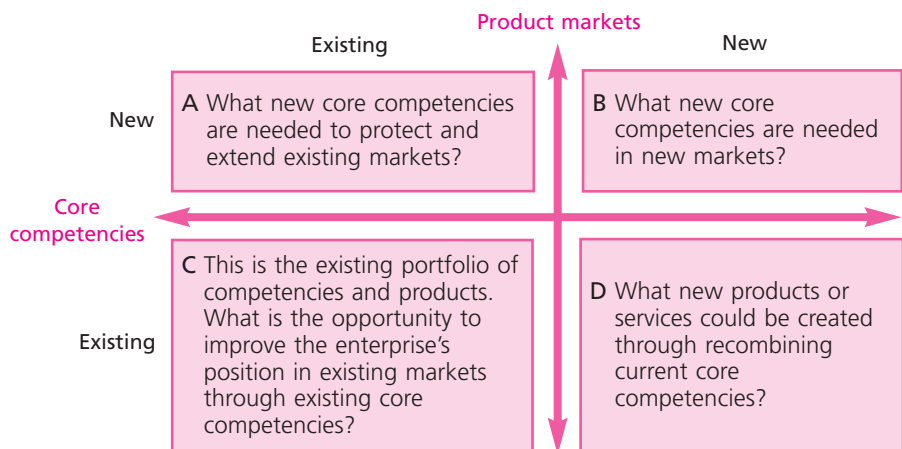 Product markets
Existing
New
New
A What new core competencies
are needed to protect and
extend existing markets?
B What new core
competencies are needed
in new markets?
Core
competencies
Existing
C This is the existing portfolio of
competencies and products.
What is the opportunity to
improve the enterprise's
position in existing markets
through existing core
competencies?
D What new products or
services could be created
through recombining
current core
competencies?